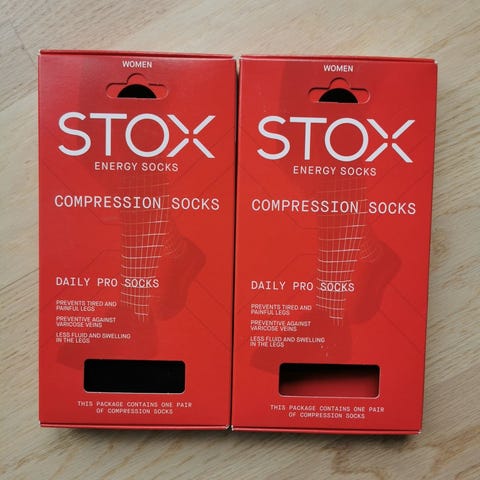 WOMEN
STOX
ENERGY SOCKS
COMPRESSION SOCKS
DAILY PRO SOCKS
PREVENTS TIRED AND
PAINFUL LEGS
PREVENTIVE AGAINST
VARICOSE VEINS
LESS FLUID AND SWELLING
IN THE LEGS
THIS PACKAGE CONTAINS ONE PAIR
OF COMPRESSION SOCKS
WOMEN
STOX
ENERGY SOCKS
COMPRESSION SOCKS
DAILY PRO SOCKS
PREVENTS TIRED AND
PAINFUL LEGS
PREVENTIVE AGAINST
VARICOSE VEINS
LESS FLUID AND SWELLING
IN THE LEGS
THIS PACKAGE CONTAINS ONE PAIR
OF COMPRESSION SOCKS